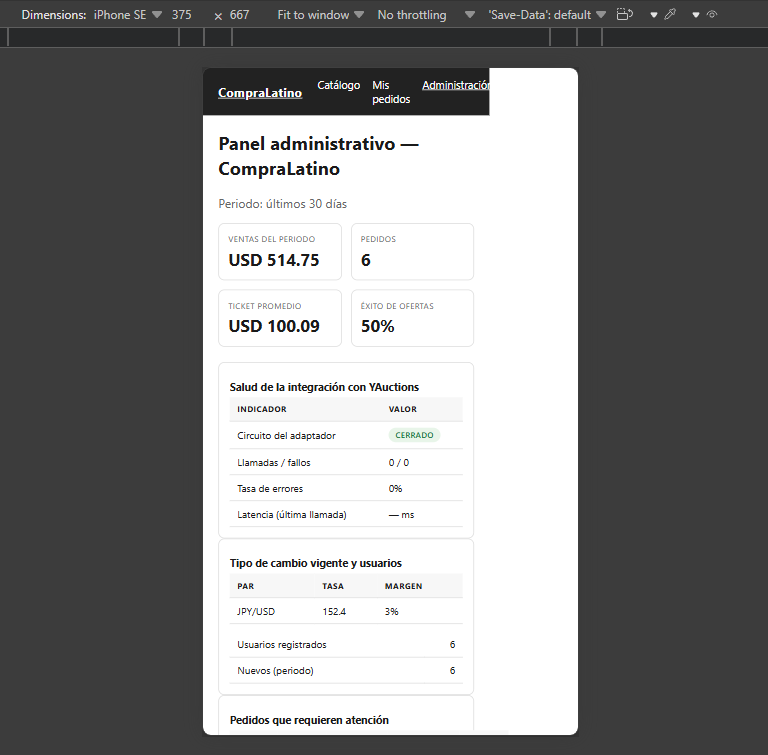 Dimensions: iPhone SE 375 × 667 Fit to window No throttling 'Save-Data': default
CompraLatino Catálogo Mis pedidos Administración
Panel administrativo —
CompraLatino
Periodo: últimos 30 días
VENTAS DEL PERIODO
USD 514.75
PEDIDOS
6
TICKET PROMEDIO
USD 100.09
ÉXITO DE OFERTAS
50%
Salud de la integración con YAuctions
INDICADOR VALOR
Circuito del adaptador CERRADO
Llamadas / fallos 0 / 0
Tasa de errores 0%
Latencia (última llamada) — ms
Tipo de cambio vigente y usuarios
PAR TASA MARGEN
JPY/USD 152.4 3%
Usuarios registrados 6
Nuevos (periodo) 6
Pedidos que requieren atención